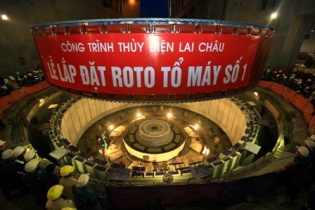 CÔNG TRÌNH THỦY ĐIỆN LAI CHÂU
LỄ LẮP ĐẶT ROTO TỔ MÁY SỐ 1